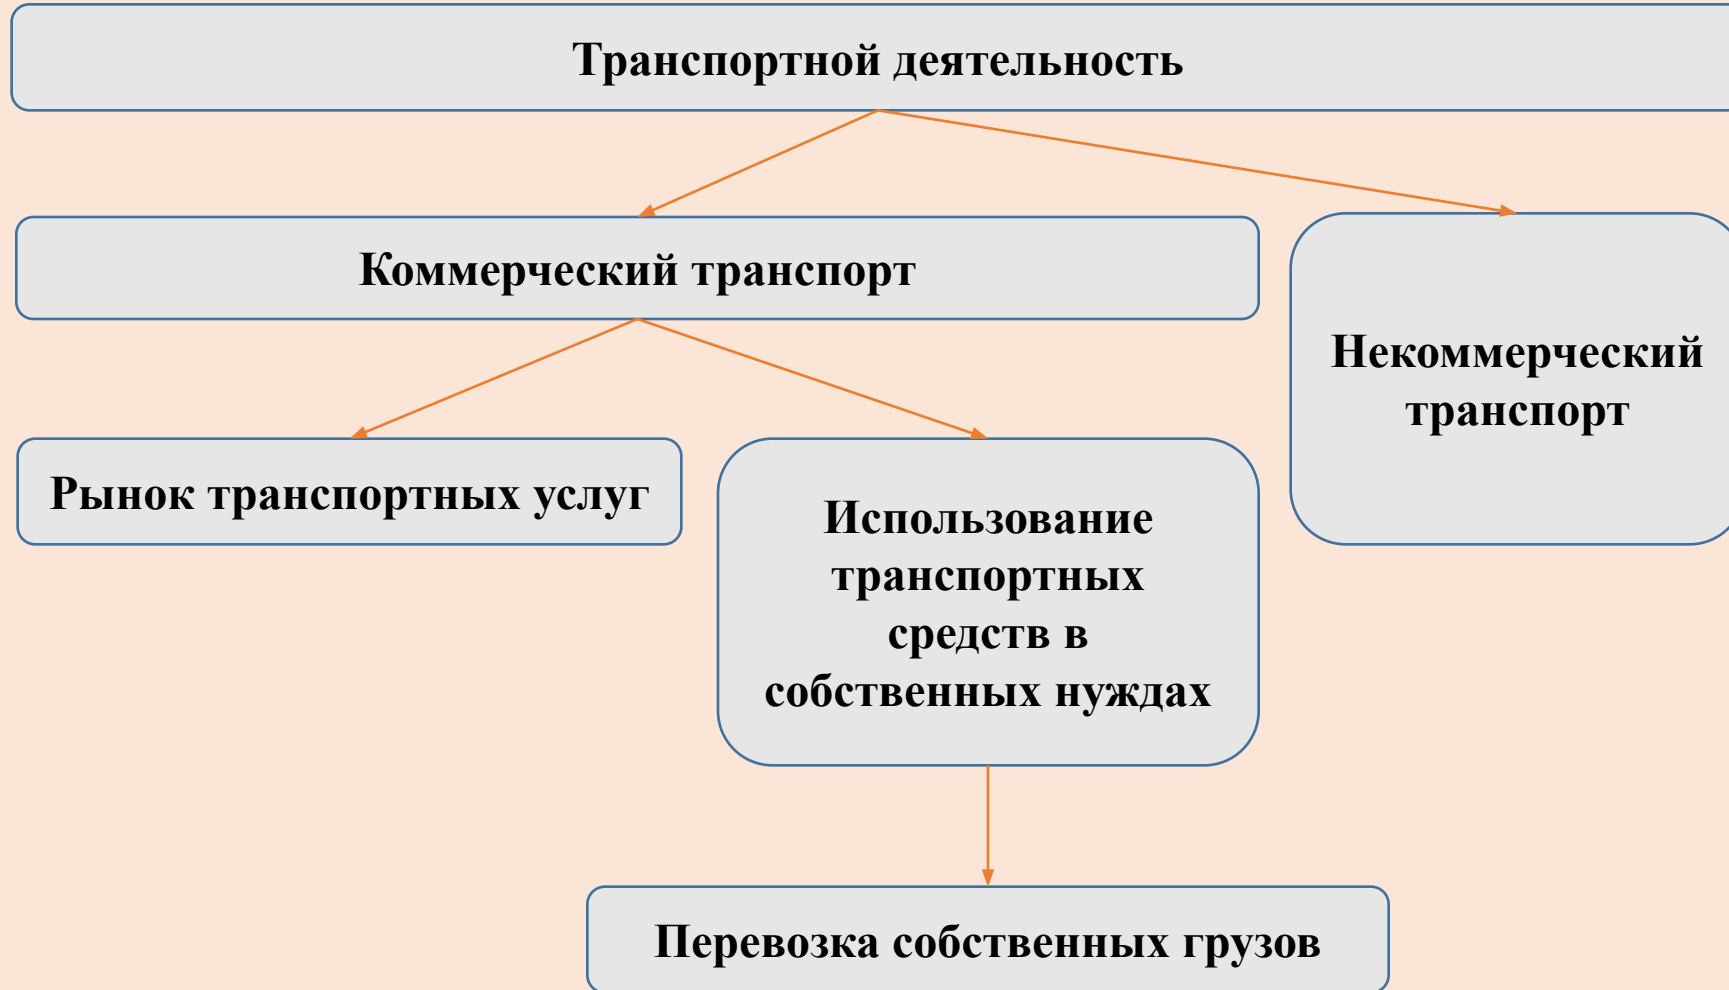 Транспортной деятельность
Коммерческий транспорт
Некоммерческий
транспорт
Рынок транспортных услуг
Использование
транспортных
средств в
собственных нуждах
Перевозка собственных грузов